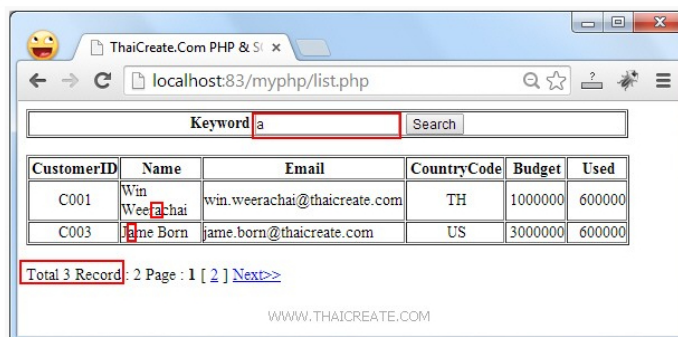 ThaiCreate.Com PHP & S
localhost:83/myphp/list.php
Keyword a Search
CustomerID Name Email CountryCode Budget Used
C001 Win Weerachai win.weerachai@thaicreate.com TH 1000000 600000
C003 Jame Born jame.born@thaicreate.com US 3000000 600000
Total 3 Record : 2 Page : 1 [ 2 ] Next>>
WWW.THAICREATE.COM